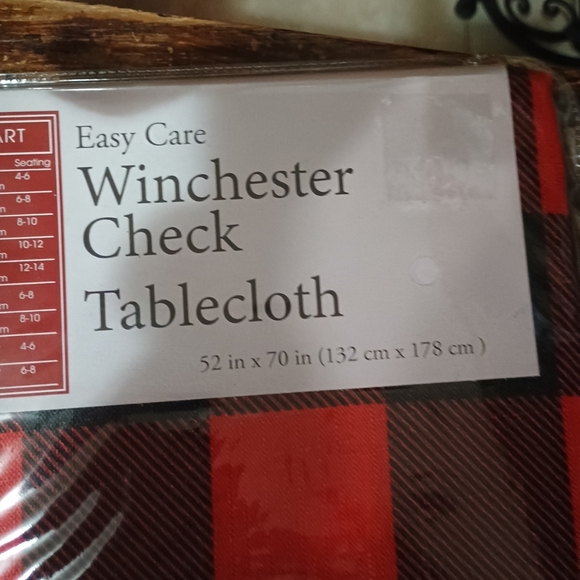 Easy Care
Winchester
Check
Tablecloth
52 in x 70 in (132 cm x 178 cm )
ART
Seating
4-6
6-8
8-10
10-12
12-14
6-8
8-10
4-6
6-8